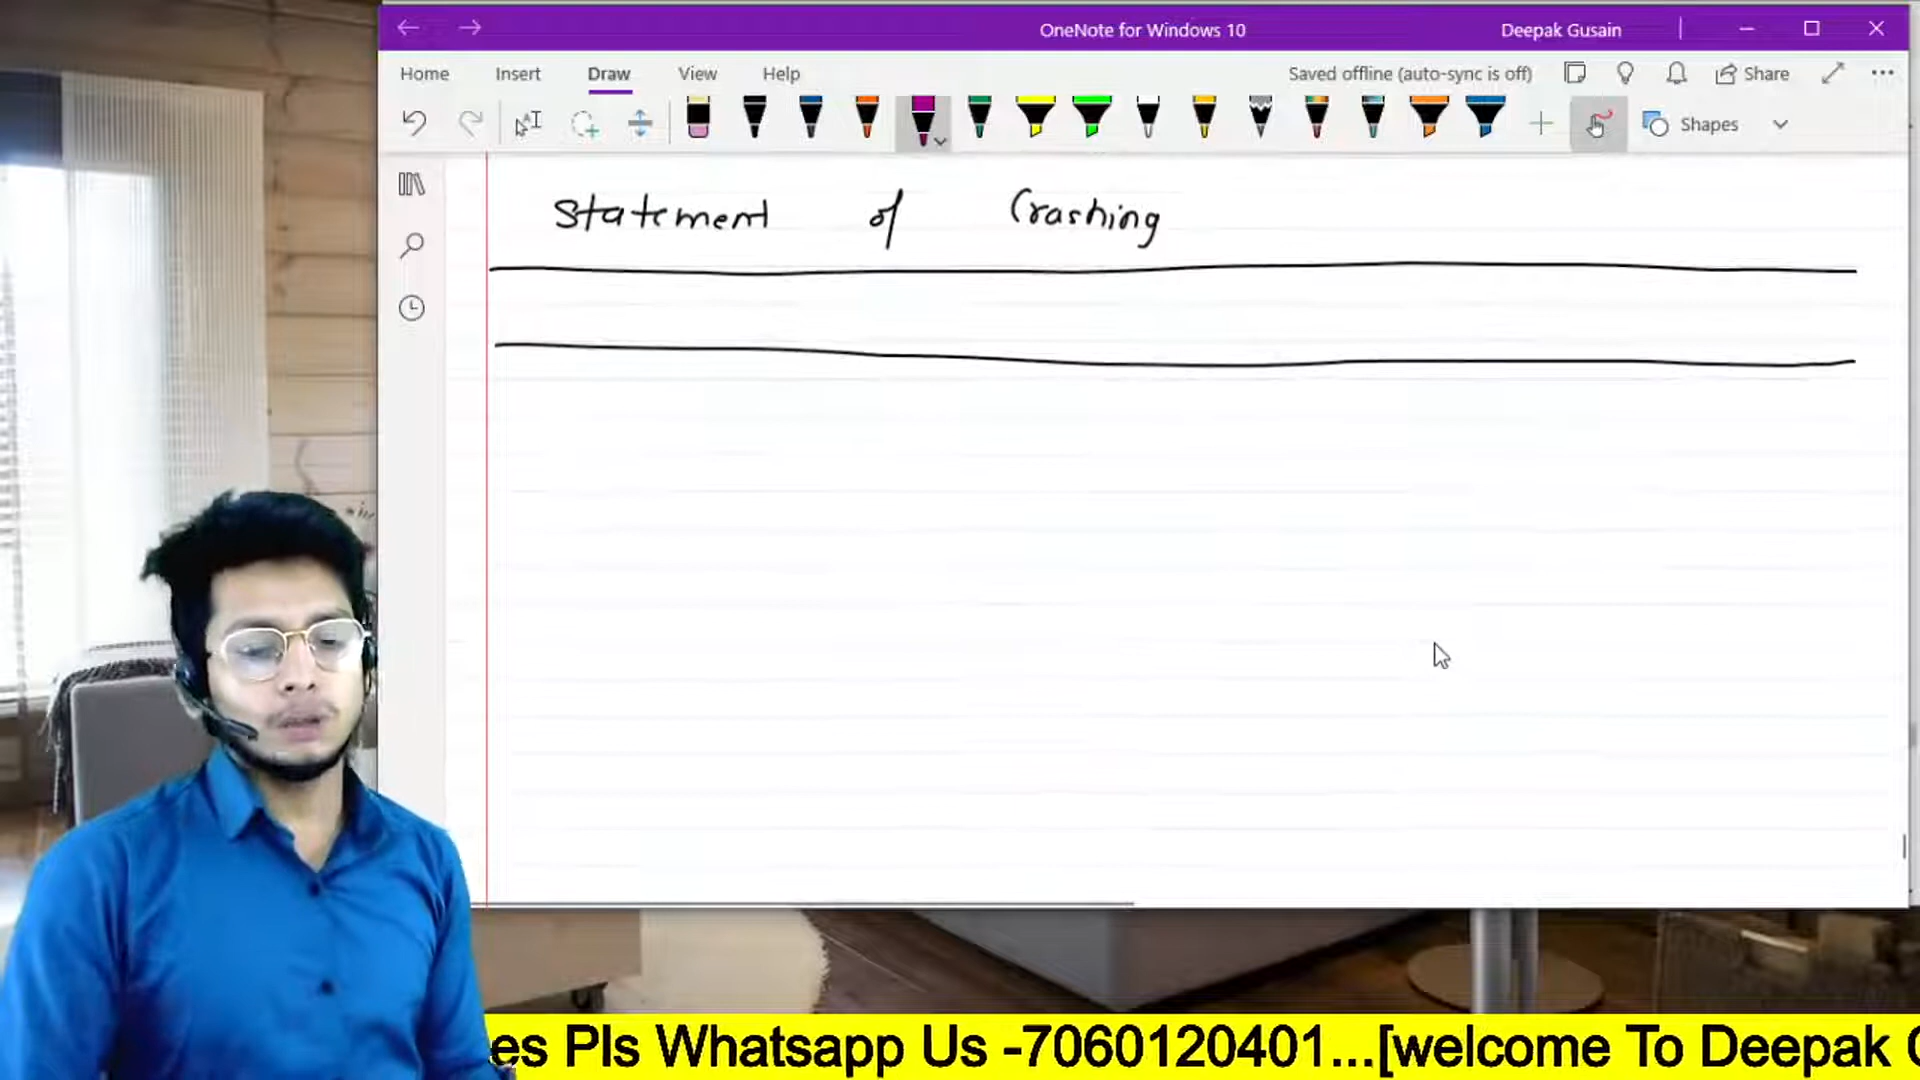 OneNote for Windows 10 Deepak Gusain
Home Insert Draw View Help Saved offline (auto-sync is off) Share
Shapes
Statement of Crashing
es Pls Whatsapp Us -7060120401...[welcome To Deepak